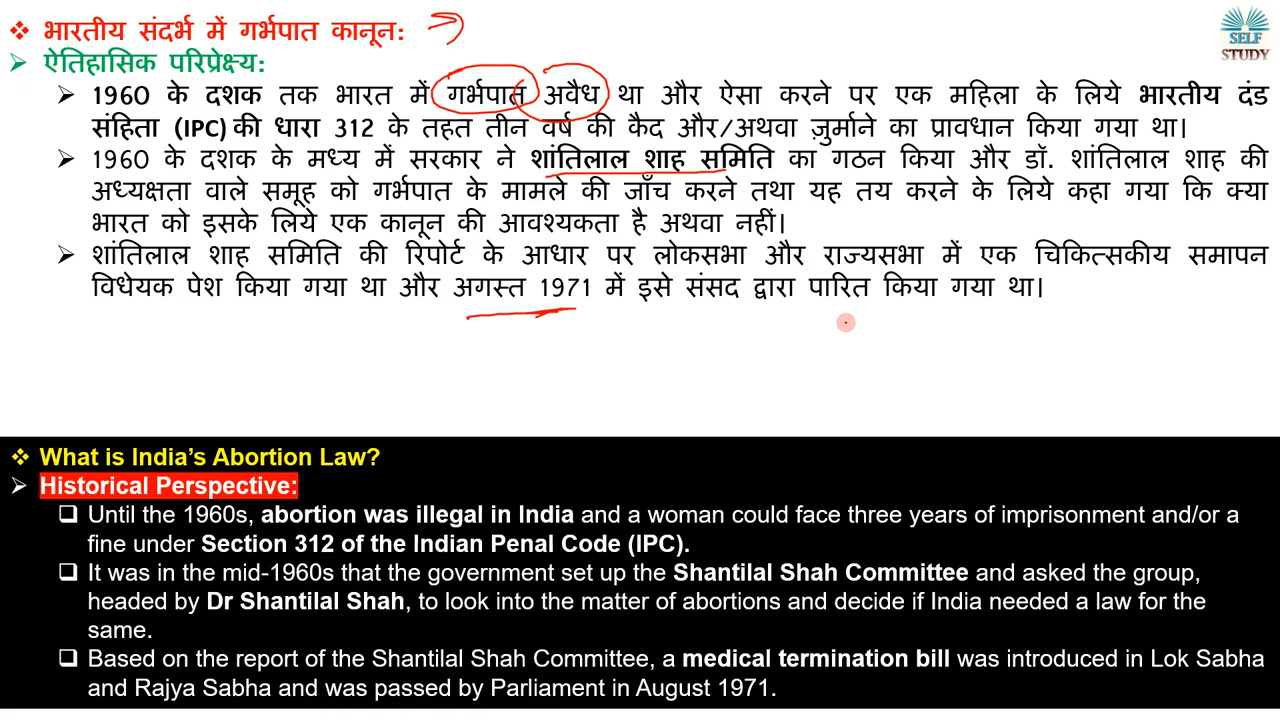 ❖ भारतीय संदर्भ में गर्भपात कानून:
SELF
STUDY
➢ ऐतिहासिक परिप्रेक्ष्य:
➢ 1960 के दशक तक भारत में गर्भपात अवैध था और ऐसा करने पर एक महिला के लिये भारतीय दंड
संहिता (IPC) की धारा 312 के तहत तीन वर्ष की कैद और/अथवा ज़ुर्माने का प्रावधान किया गया था।
➢ 1960 के दशक के मध्य में सरकार ने शांतिलाल शाह समिति का गठन किया और डॉ. शांतिलाल शाह की
अध्यक्षता वाले समूह को गर्भपात के मामले की जाँच करने तथा यह तय करने के लिये कहा गया कि क्या
भारत को इसके लिये एक कानून की आवश्यकता है अथवा नहीं।
➢ शांतिलाल शाह समिति की रिपोर्ट के आधार पर लोकसभा और राज्यसभा में एक चिकित्सकीय समापन
विधेयक पेश किया गया था और अगस्त 1971 में इसे संसद द्वारा पारित किया गया था।
❖ What is India's Abortion Law?
➢ Historical Perspective:
❑ Until the 1960s, abortion was illegal in India and a woman could face three years of imprisonment and/or a
fine under Section 312 of the Indian Penal Code (IPC).
❑ It was in the mid-1960s that the government set up the Shantilal Shah Committee and asked the group,
headed by Dr Shantilal Shah, to look into the matter of abortions and decide if India needed a law for the
same.
❑ Based on the report of the Shantilal Shah Committee, a medical termination bill was introduced in Lok Sabha
and Rajya Sabha and was passed by Parliament in August 1971.